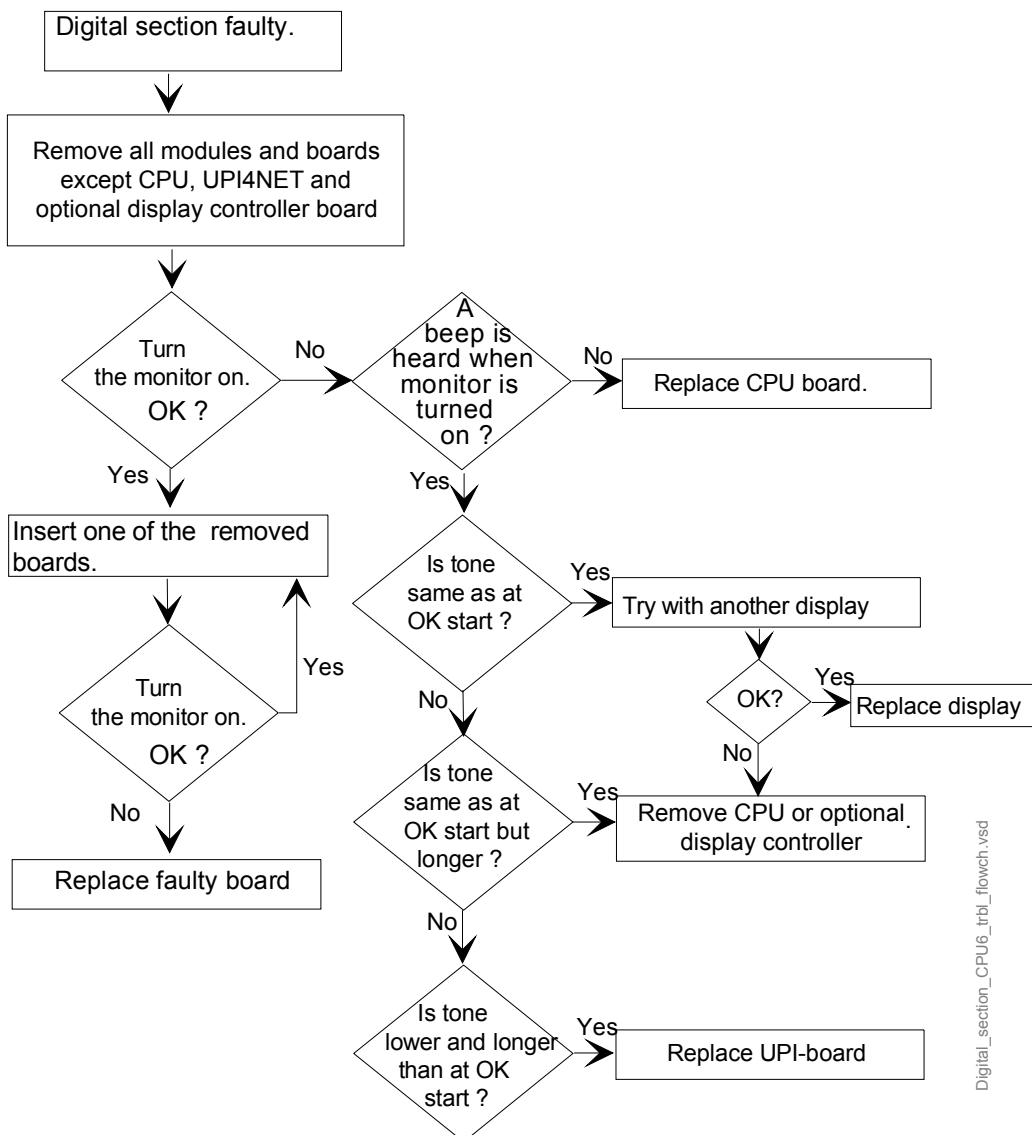 Digital section faulty.
Remove all modules and boards
except CPU, UPI4NET and
optional display controller board
Turn
the monitor on.
OK ?
No
A
beep is
heard when
monitor is
turned
on ?
No
Replace CPU board.
Yes
Yes
Insert one of the removed
boards.
Is tone
same as at
OK start ?
Yes
Try with another display
Turn
the monitor on.
OK ?
Yes
No
OK?
Yes
Replace display
No
No
Replace faulty board
Is tone
same as at
OK start but
longer ?
Yes
Remove CPU or optional
display controller
.
No
Is tone
lower and longer
than at OK
start ?
Yes
Replace UPI-board
Digital_section_CPU6_trbl_flowch.vsd